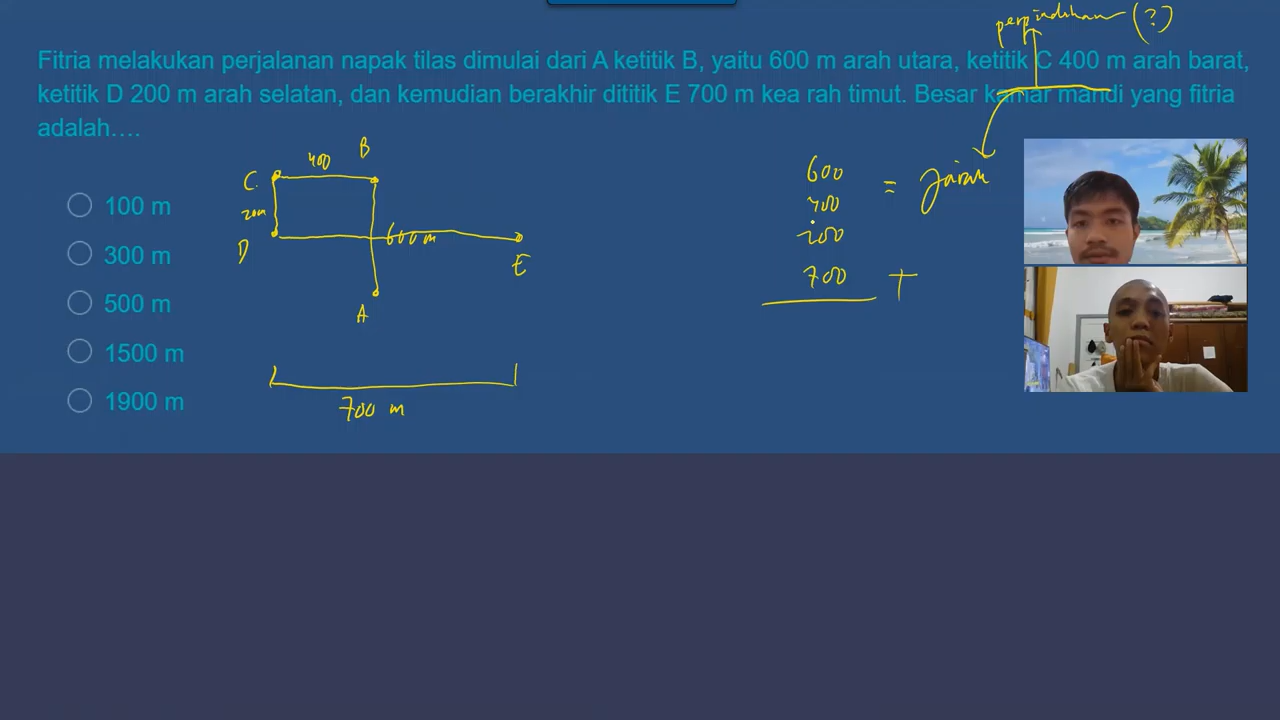 perpindahan (?)
Fitria melakukan perjalanan napak tilas dimulai dari A ketitik B, yaitu 600 m arah utara, ketitik C 400 m arah barat,
ketitik D 200 m arah selatan, dan kemudian berakhir dititik E 700 m kea rah timut. Besar kamar mandi yang fitria
adalah….
100 m
300 m
500 m
1500 m
1900 m
400
B
C
200
D
600 m
E
A
700 m
600
400
200
700 +
= Jarak